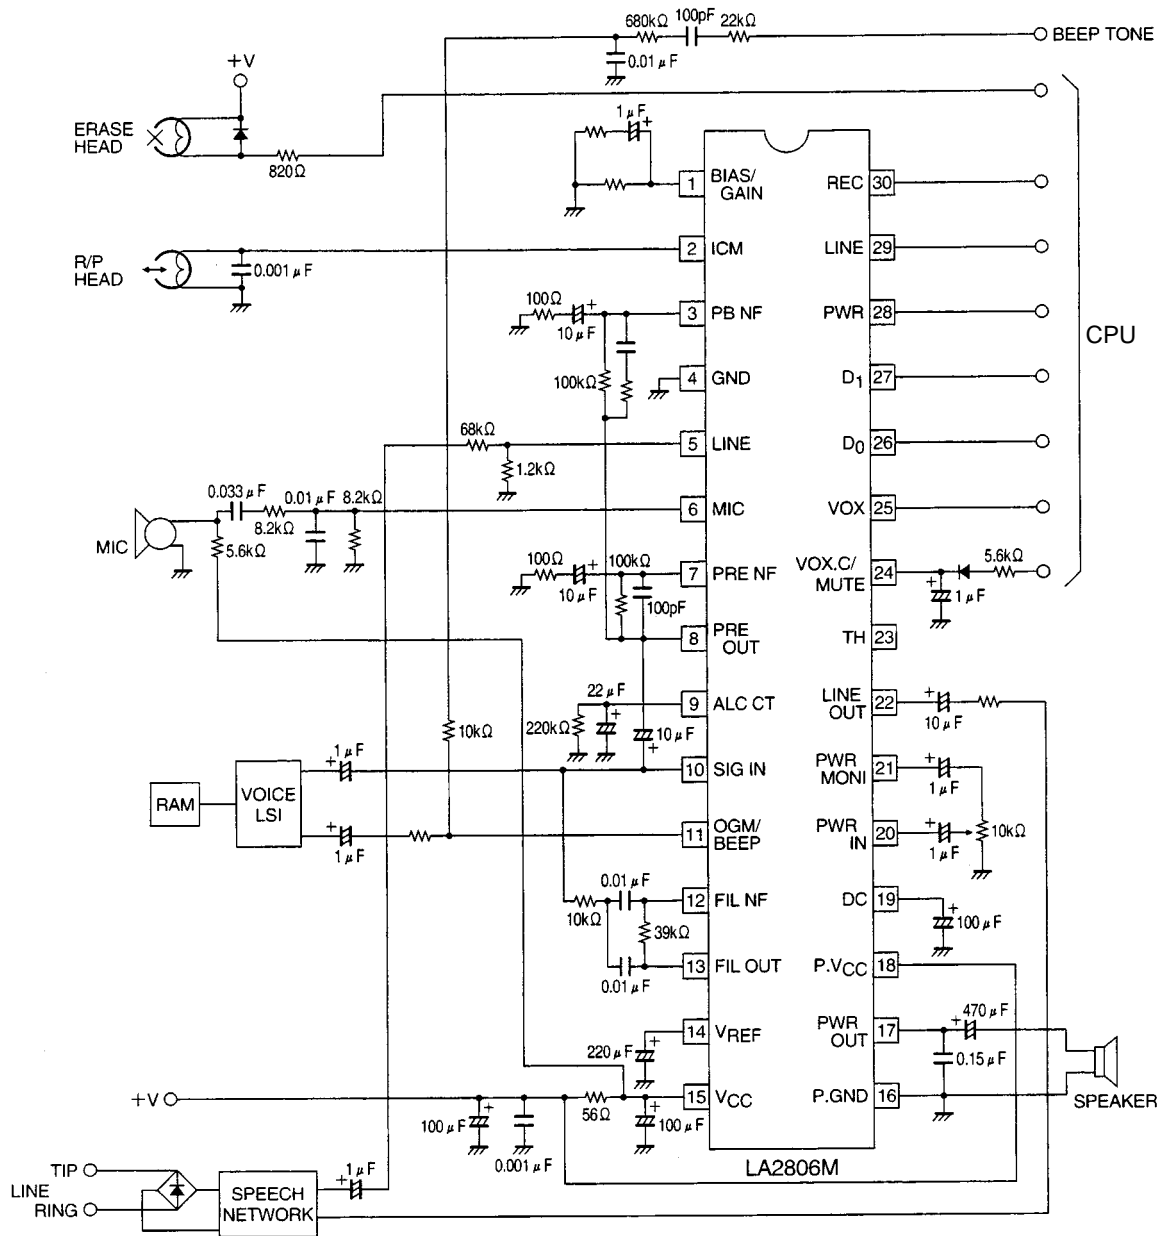 680kΩ
100pF
22kΩ
BEEP TONE
0.01μF
+V
ERASE
HEAD
820Ω
1μF
+
1
BIAS/
GAIN
REC
30
R/P
HEAD
0.001μF
2
ICM
LINE
29
100Ω
+
10μF
3
PB NF
PWR
28
CPU
100kΩ
4
GND
D1
27
68kΩ
5
LINE
D0
26
1.2kΩ
0.033μF
0.01μF
8.2kΩ
8.2kΩ
6
MIC
VOX
25
MIC
5.6kΩ
100Ω
+
10μF
100kΩ
100pF
7
PRE NF
VOX.C/
MUTE
24
5.6kΩ
+
1μF
8
PRE
OUT
TH
23
22μF
+
220kΩ
9
ALC CT
LINE
OUT
22
+
10μF
10kΩ
10μF
+
1μF
+
10
SIG IN
PWR
MONI
21
+
1μF
RAM
VOICE
LSI
+
1μF
11
OGM/
BEEP
PWR
IN
20
+
1μF
10kΩ
0.01μF
10kΩ
12
FIL NF
DC
19
+
100μF
39kΩ
0.01μF
13
FIL OUT
P.VCC
18
14
VREF
220μF
+
PWR
OUT
17
+
470μF
0.15μF
+V
56Ω
15
VCC
P.GND
16
SPEAKER
100μF
+
0.001μF
+
100μF
LA2806M
TIP
LINE
RING
SPEECH
NETWORK
+
1μF